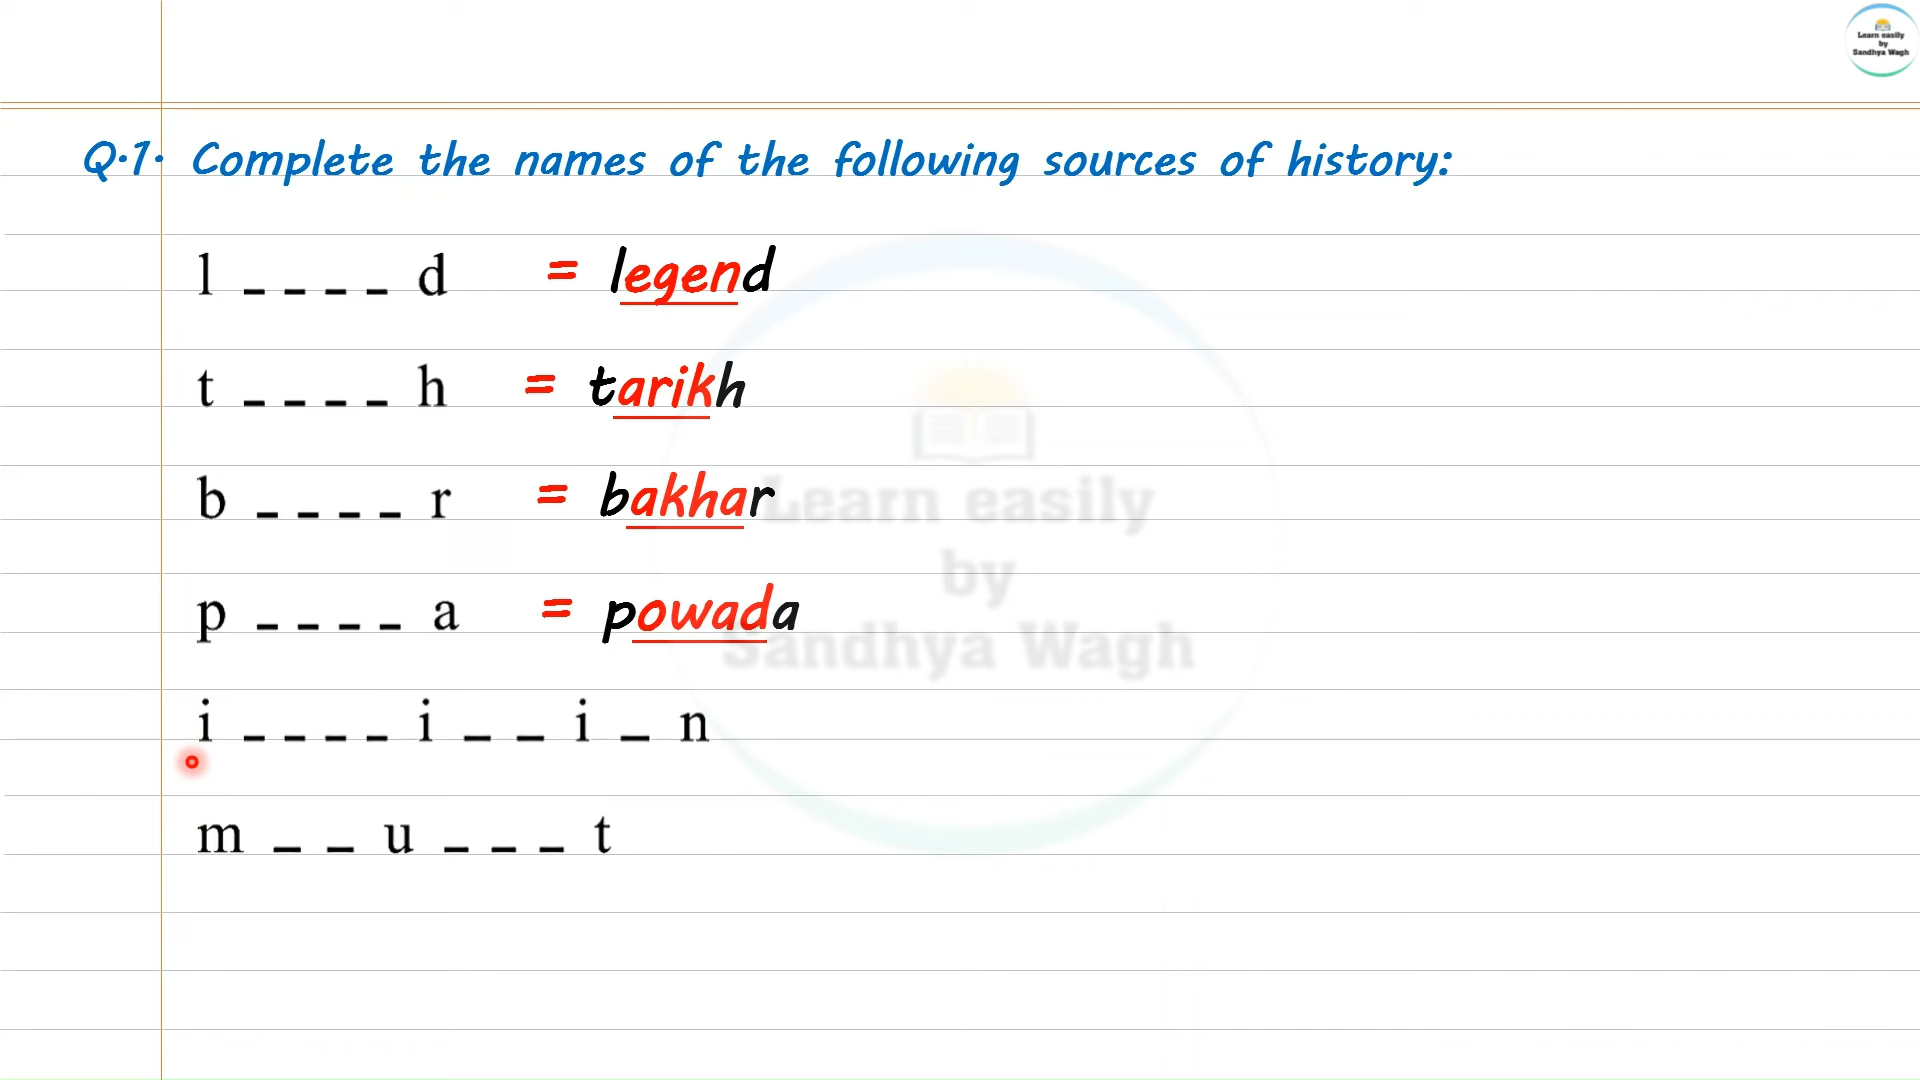 Learn easily
by
Sandhya Wagh
Q.1. Complete the names of the following sources of history:
l _ _ _ _ d = legend
t _ _ _ _ h = tarikh
b _ _ _ _ r = bakhar
p _ _ _ _ a = powada
i _ _ _ _ i _ _ i _ n
m _ _ u _ _ _ t
Learn easily
by
Sandhya Wagh